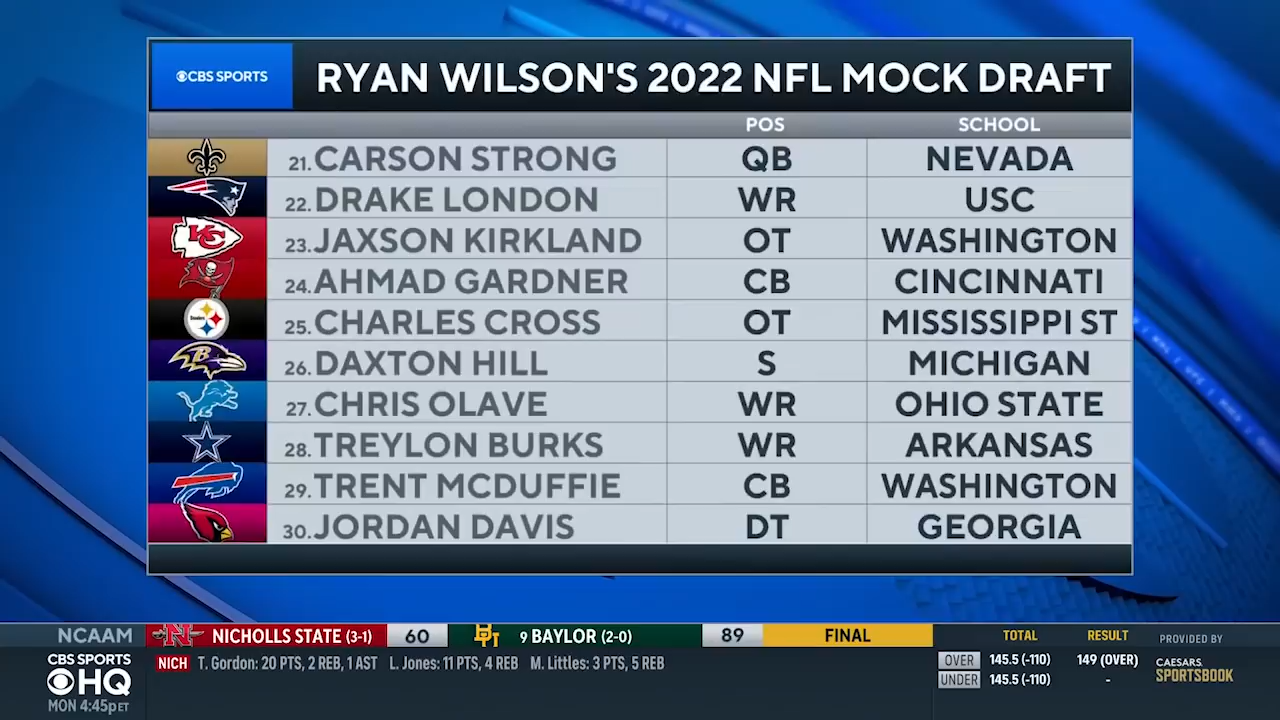 CBS SPORTS
RYAN WILSON'S 2022 NFL MOCK DRAFT
POS SCHOOL
21. CARSON STRONG QB NEVADA
22. DRAKE LONDON WR USC
23. JAXSON KIRKLAND OT WASHINGTON
24. AHMAD GARDNER CB CINCINNATI
25. CHARLES CROSS OT MISSISSIPPI ST
26. DAXTON HILL S MICHIGAN
27. CHRIS OLAVE WR OHIO STATE
28. TREYLON BURKS WR ARKANSAS
29. TRENT MCDUFFIE CB WASHINGTON
30. JORDAN DAVIS DT GEORGIA
NCAAM NICHOLLS STATE (3-1) 60 9 BAYLOR (2-0) 89 FINAL TOTAL RESULT PROVIDED BY
CBS SPORTS HQ
MON 4:45PET
NICH T. Gordon: 20 PTS, 2 REB, 1 AST L. Jones: 11 PTS, 4 REB M. Littles: 3 PTS, 5 REB
OVER 145.5 (-110) 149 (OVER)
UNDER 145.5 (-110) -
CAESARS
SPORTSBOOK